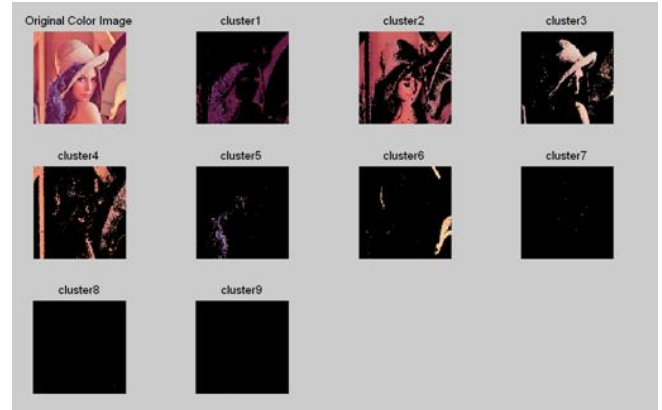 Original Color Image
cluster1
cluster2
cluster3
cluster4
cluster5
cluster6
cluster7
cluster8
cluster9